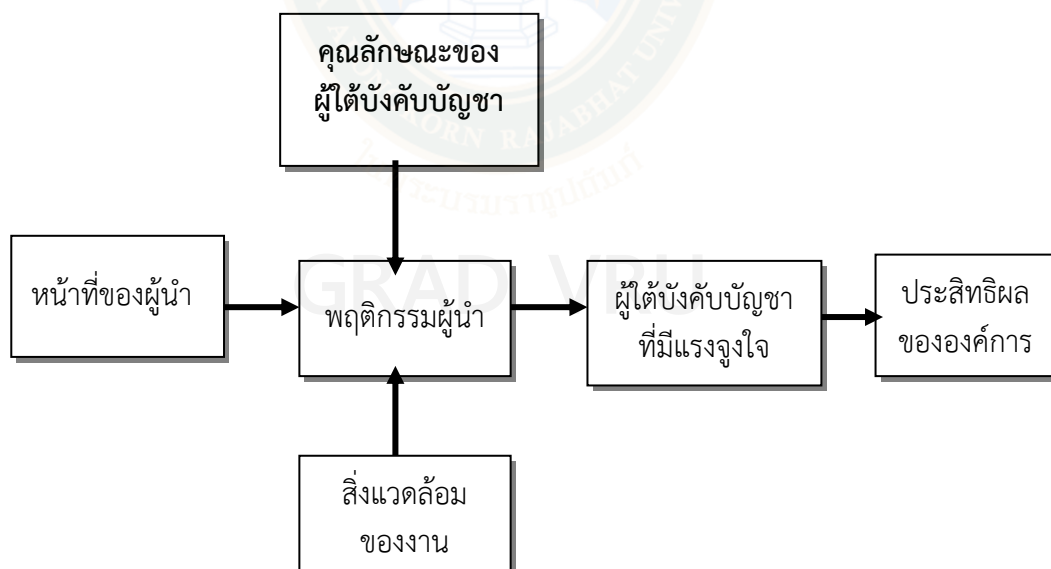 คุณลักษณะของ
ผู้ใต้บังคับบัญชา
หน้าที่ของผู้นำ
พฤติกรรมผู้นำ
ผู้ใต้บังคับบัญชา
ที่มีแรงจูงใจ
ประสิทธิผล
ขององค์การ
สิ่งแวดล้อม
ของงาน
GRAD VRU
RAJABHAT